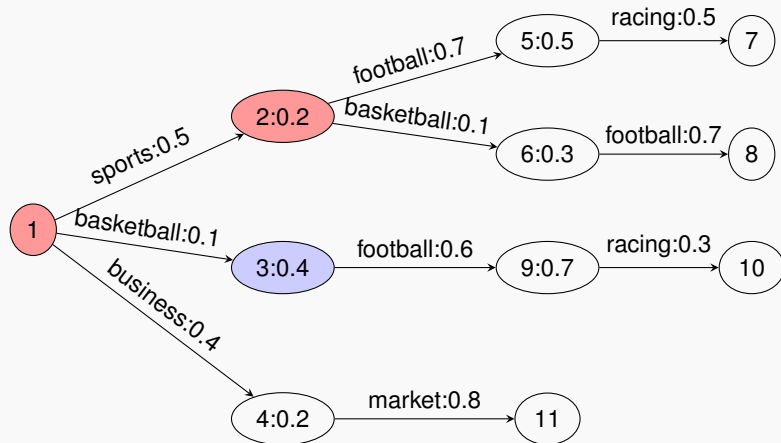 racing:0.5
5:0.5
7
football:0.7
2:0.2
basketball:0.1
football:0.7
6:0.3
8
sports:0.5
1
basketball:0.1
football:0.6
racing:0.3
3:0.4
9:0.7
10
business:0.4
market:0.8
4:0.2
11